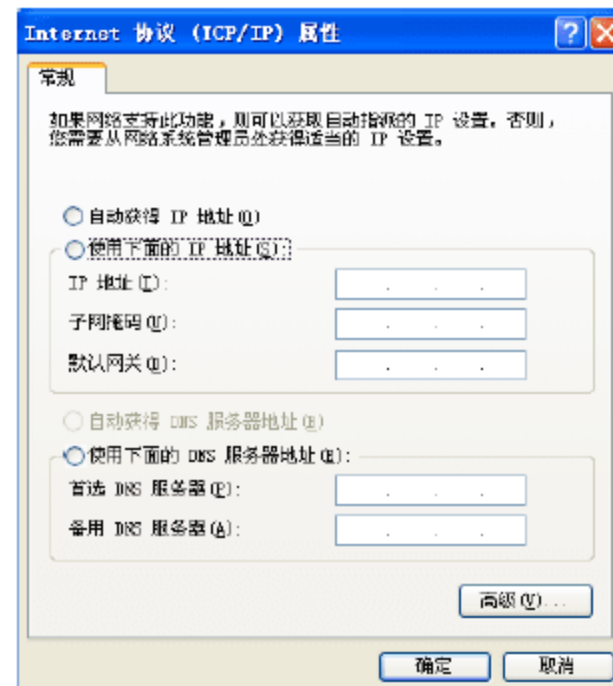 Internet 协议 (TCP/IP) 属性
常规
如果网络支持此功能，则可以获取自动指派的 IP 设置。否则，
您需要从网络系统管理员处获得适当的 IP 设置。
自动获得 IP 地址(O)
使用下面的 IP 地址(S):
IP 地址(I):
子网掩码(U):
默认网关(D):
自动获得 DNS 服务器地址(B)
使用下面的 DNS 服务器地址(E):
首选 DNS 服务器(P):
备用 DNS 服务器(A):
高级(V)...
确定
取消